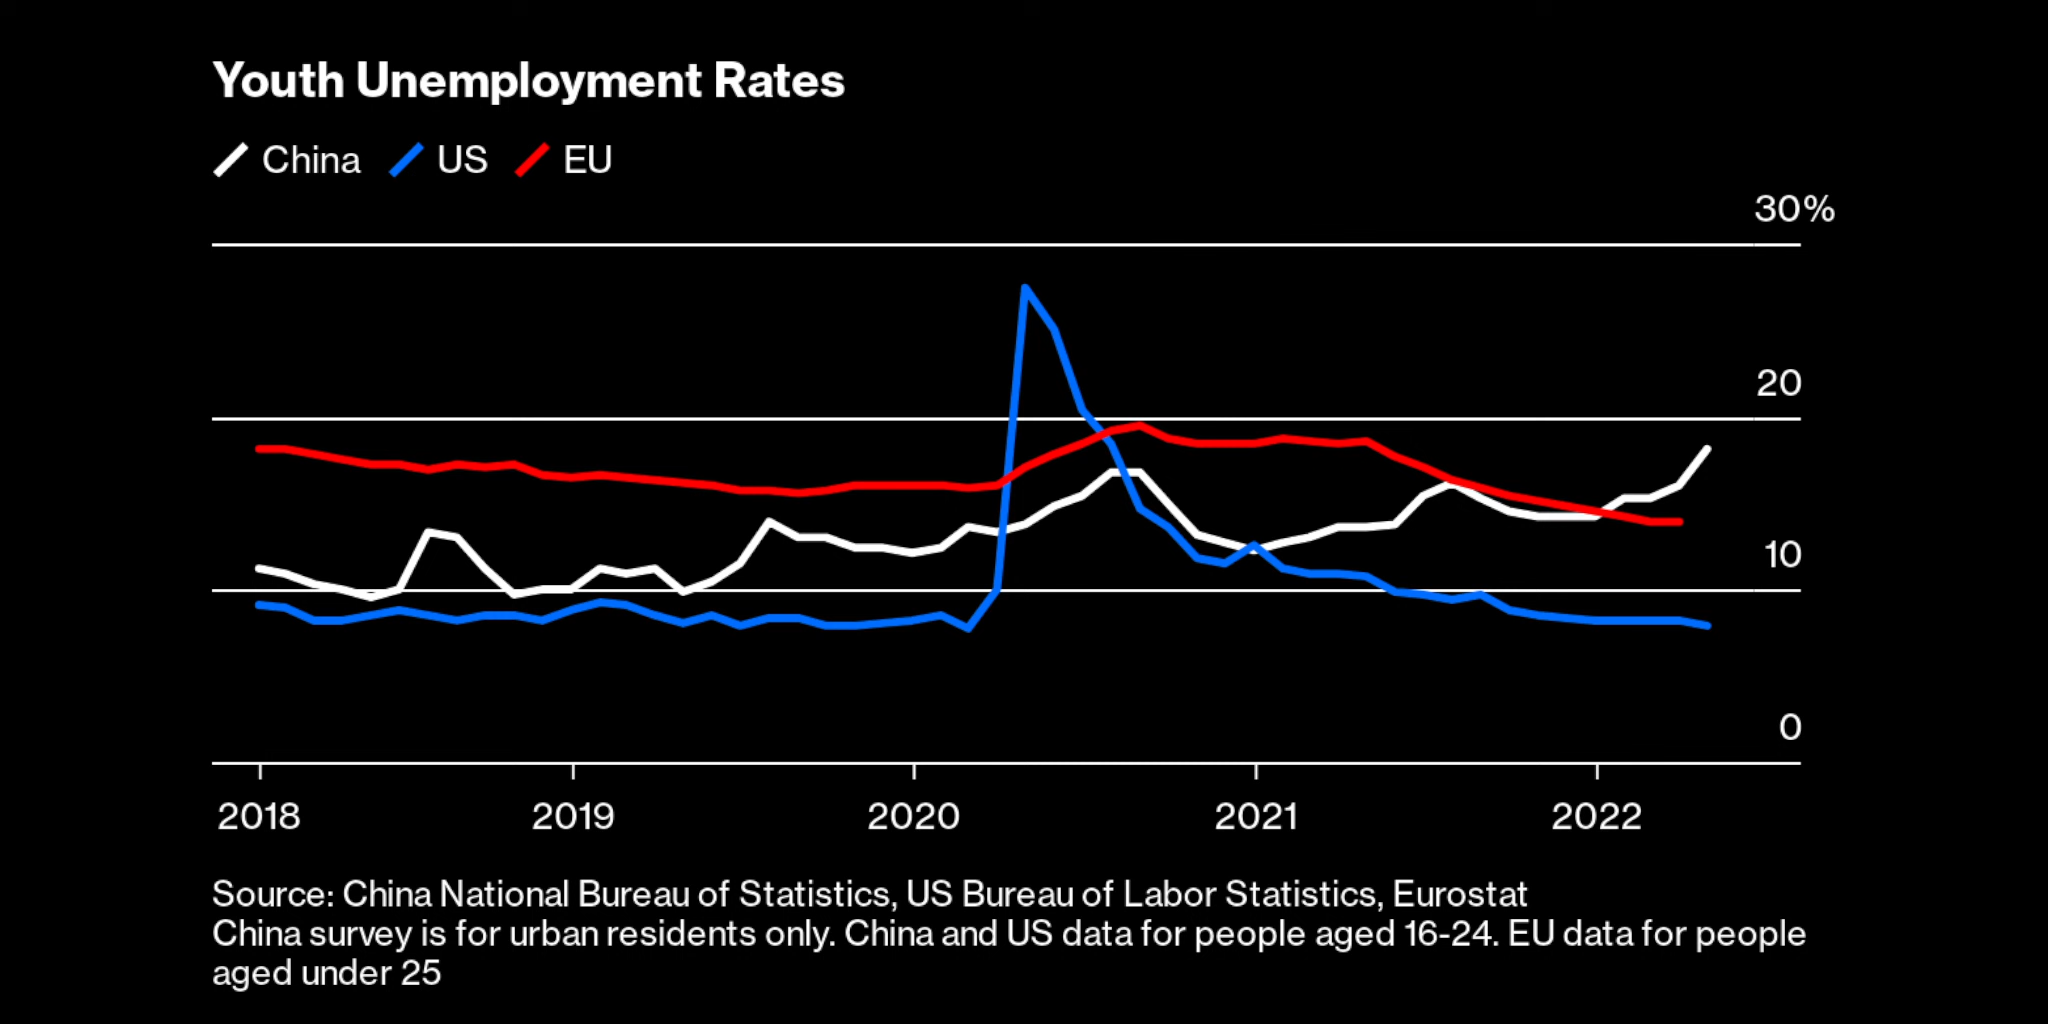 Youth Unemployment Rates
China US EU
30%
20
10
0
2018 2019 2020 2021 2022
Source: China National Bureau of Statistics, US Bureau of Labor Statistics, Eurostat
China survey is for urban residents only. China and US data for people aged 16-24. EU data for people
aged under 25